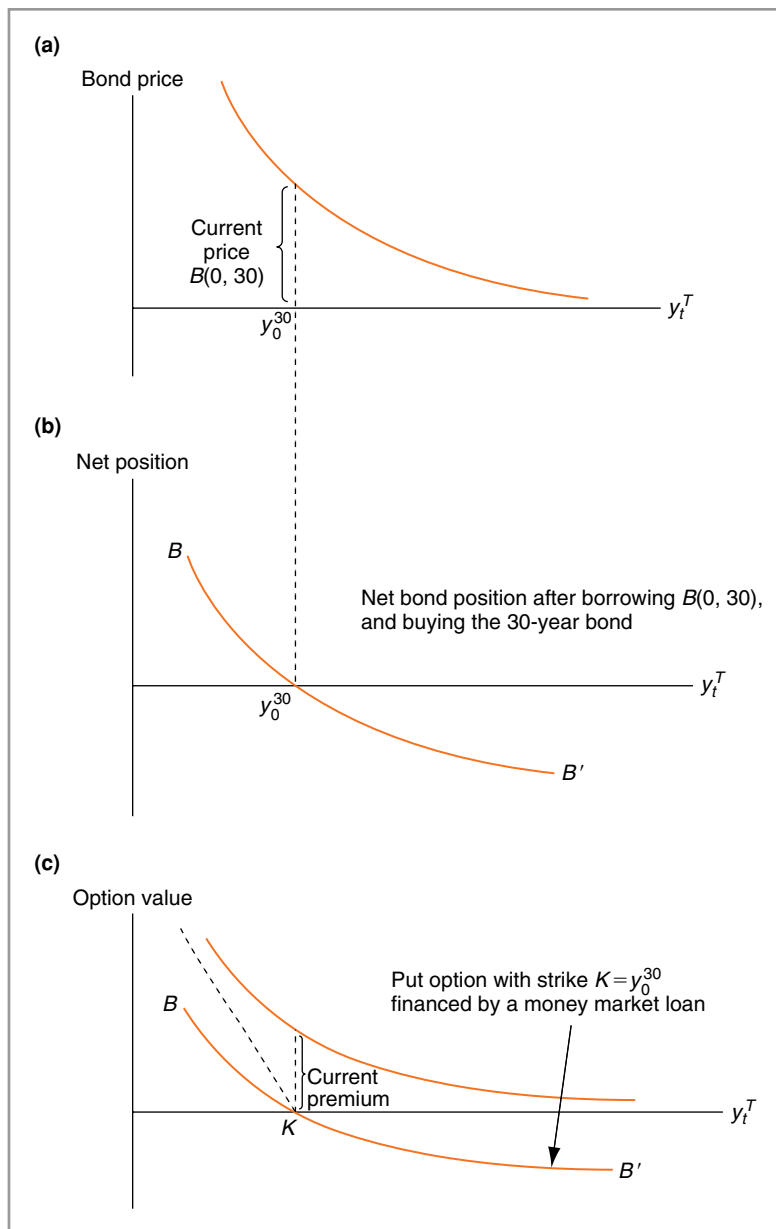 (a)
Bond price
Current
price
B(0, 30)
y_0^30
y_t^T
(b)
Net position
B
Net bond position after borrowing B(0, 30),
and buying the 30-year bond
y_t^T
y_0^30
B′
(c)
Option value
Put option with strike K = y_0^30
financed by a money market loan
B
Current
premium
K
y_t^T
B′